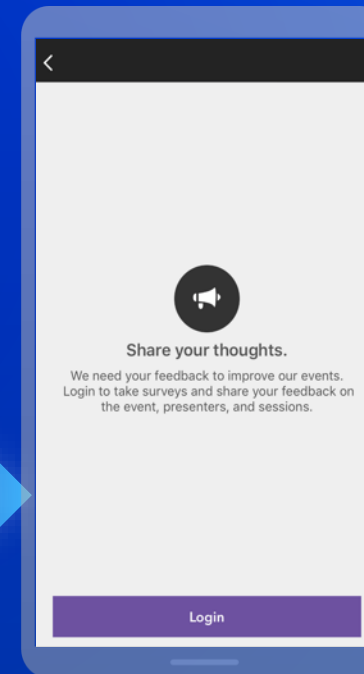 Share your thoughts.
We need your feedback to improve our events.
Login to take surveys and share your feedback on
the event, presenters, and sessions.
Login